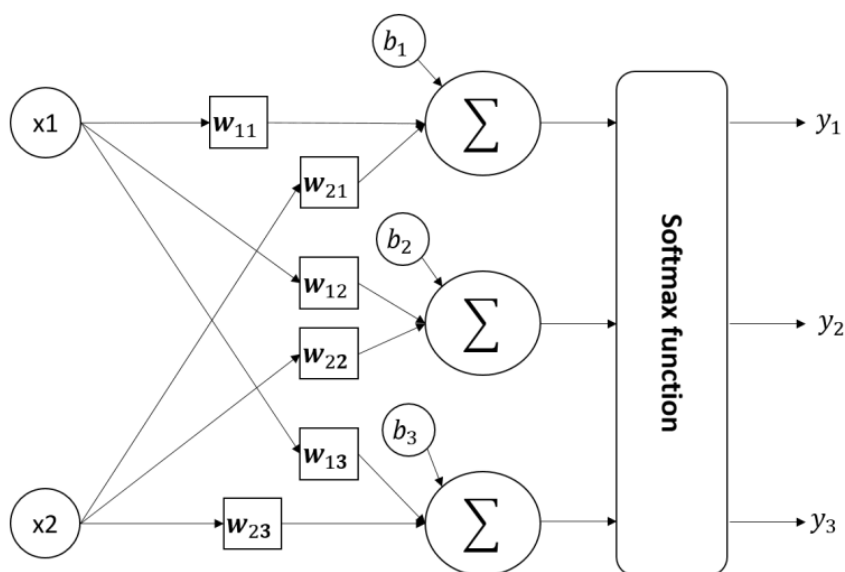 b₁
x1
w₁₁
∑
y₁
w₂₁
b₂
w₁₂
∑
y₂
w₂₂
Softmax function
b₃
w₁₃
x2
w₂₃
∑
y₃